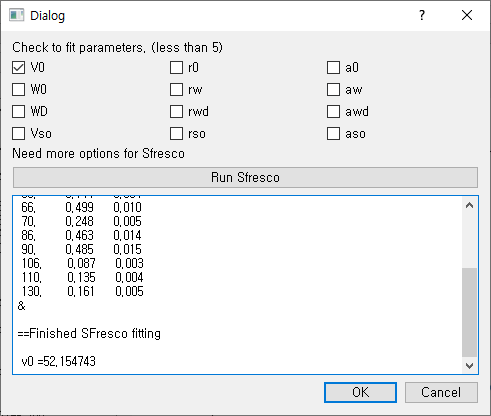 Dialog
Check to fit parameters, (less than 5)
V0 r0 a0
W0 rw aw
WD rwd awd
Vso rso aso
Need more options for Sfresco
Run Sfresco
66, 0,499 0,010
70, 0,248 0,005
86, 0,463 0,014
90, 0,485 0,015
106, 0,087 0,003
110, 0,135 0,004
130, 0,161 0,005
&
==Finished SFresco fitting
v0 =52,154743
OK Cancel